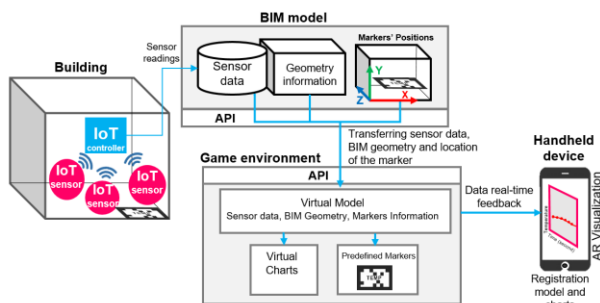 BIM model
Sensor
readings
Building
Sensor
data
Geometry
information
Markers' Positions
Y
Z
X
API
IoT
controller
IoT
sensor
IoT
sensor
IoT
sensor
Transferring sensor data,
BIM geometry and location
of the marker
Game environment
API
Virtual Model
Sensor data, BIM Geometry, Markers Information
Virtual
Charts
Predefined Markers
TEMP
Data real-time
feedback
Handheld
device
Temperature
AR Visualization
Registration
model and